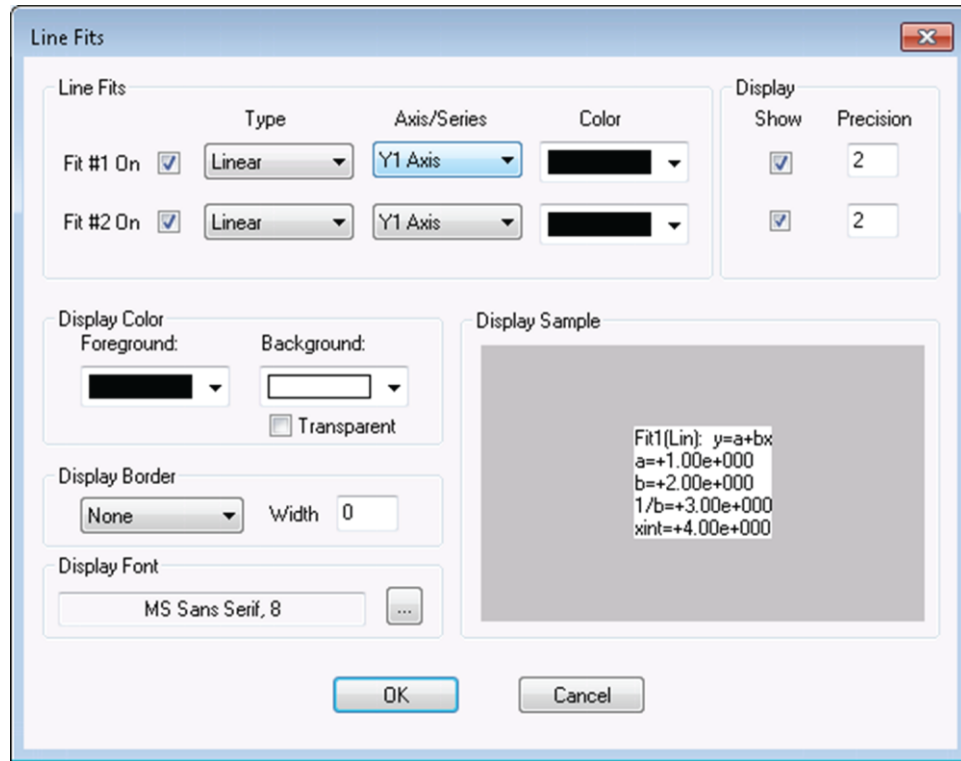 Line Fits
Line Fits
Display
Type Axis/Series Color Show Precision
Fit #1 On Linear Y1 Axis 2
Fit #2 On Linear Y1 Axis 2
Display Color
Foreground: Background:
Transparent
Display Border
None Width 0
Display Font
MS Sans Serif, 8 ...
Display Sample
Fit1(Lin): y=a+bx
a=+1.00e+000
b=+2.00e+000
1/b=+3.00e+000
xint=+4.00e+000
OK Cancel